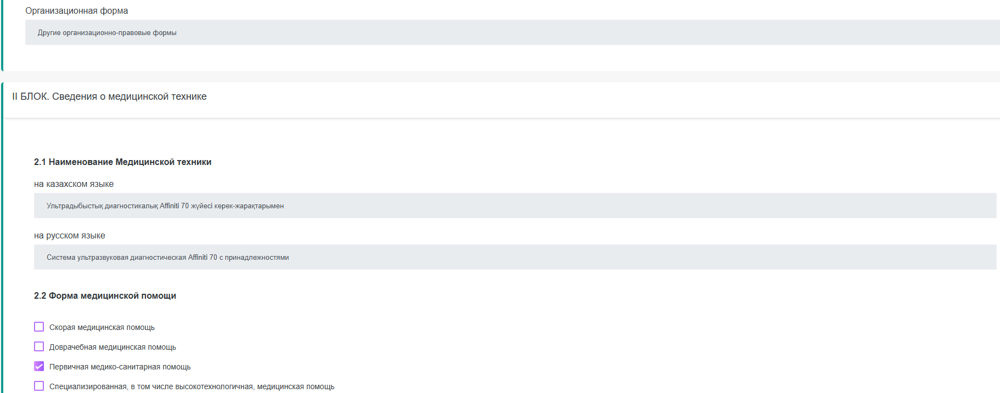 Организационная форма
Другие организационно-правовые формы
II БЛОК. Сведения о медицинской технике
2.1 Наименование Медицинской техники
на казахском языке
Ультрадыбыстық диагностикалық Affiniti 70 жүйесі керек-жарақтарымен
на русском языке
Система ультразвуковая диагностическая Affiniti 70 с принадлежностями
2.2 Форма медицинской помощи
Скорая медицинская помощь
Доврачебная медицинская помощь
Первичная медико-санитарная помощь
Специализированная, в том числе высокотехнологичная, медицинская помощь